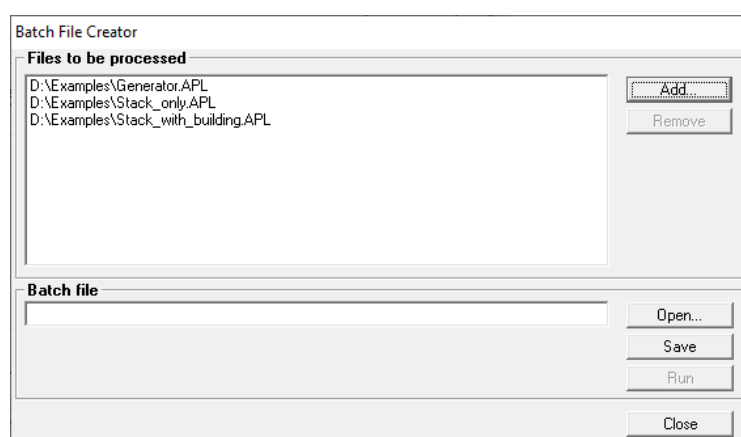 Batch File Creator
Files to be processed
D:\Examples\Generator.APL
D:\Examples\Stack_only.APL
D:\Examples\Stack_with_building.APL
Add...
Remove
Batch file
Open...
Save
Run
Close